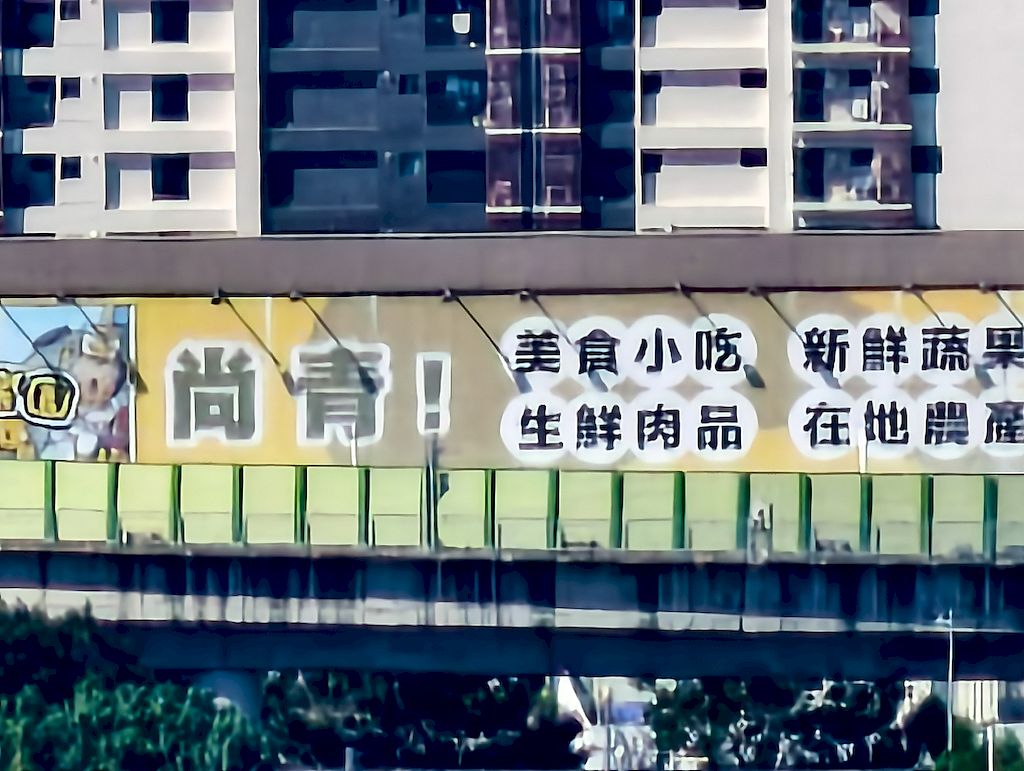 尚青！
美食小吃 新鮮蔬果
生鮮肉品 在地農產